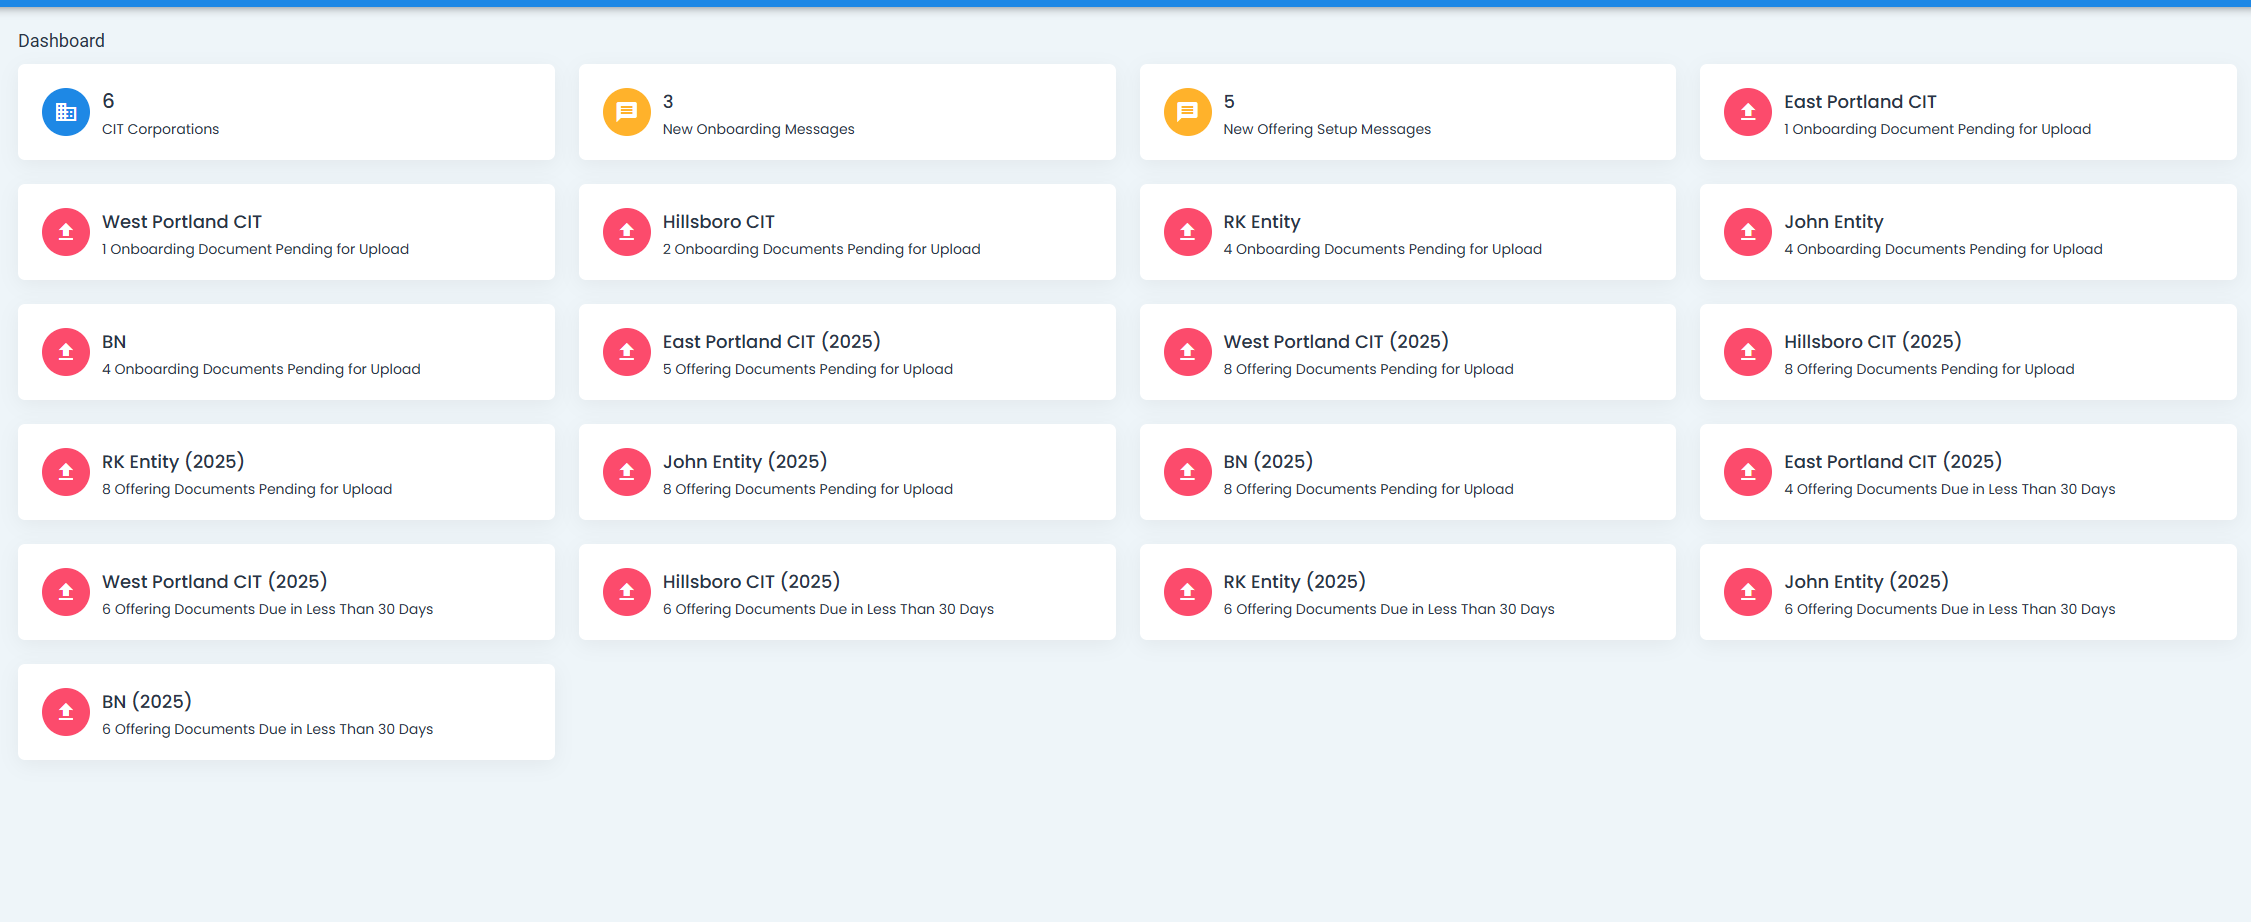 Dashboard
6
CIT Corporations
3
New Onboarding Messages
5
New Offering Setup Messages
East Portland CIT
1 Onboarding Document Pending for Upload
West Portland CIT
1 Onboarding Document Pending for Upload
Hillsboro CIT
2 Onboarding Documents Pending for Upload
RK Entity
4 Onboarding Documents Pending for Upload
John Entity
4 Onboarding Documents Pending for Upload
BN
4 Onboarding Documents Pending for Upload
East Portland CIT (2025)
5 Offering Documents Pending for Upload
West Portland CIT (2025)
8 Offering Documents Pending for Upload
Hillsboro CIT (2025)
8 Offering Documents Pending for Upload
RK Entity (2025)
8 Offering Documents Pending for Upload
John Entity (2025)
8 Offering Documents Pending for Upload
BN (2025)
8 Offering Documents Pending for Upload
East Portland CIT (2025)
4 Offering Documents Due in Less Than 30 Days
West Portland CIT (2025)
6 Offering Documents Due in Less Than 30 Days
Hillsboro CIT (2025)
6 Offering Documents Due in Less Than 30 Days
RK Entity (2025)
6 Offering Documents Due in Less Than 30 Days
John Entity (2025)
6 Offering Documents Due in Less Than 30 Days
BN (2025)
6 Offering Documents Due in Less Than 30 Days